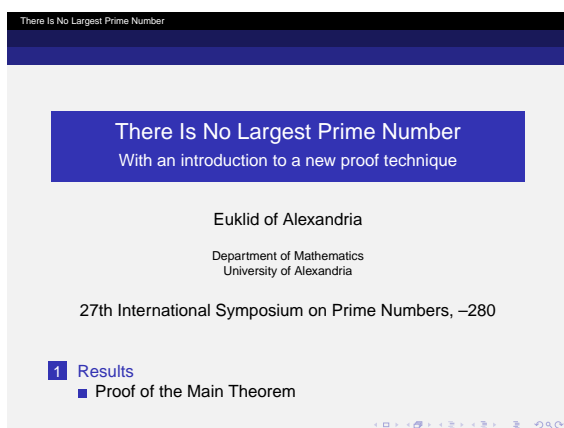 There Is No Largest Prime Number
There Is No Largest Prime Number
With an introduction to a new proof technique
Euklid of Alexandria
Department of Mathematics
University of Alexandria
27th International Symposium on Prime Numbers, –280
1 Results
Proof of the Main Theorem